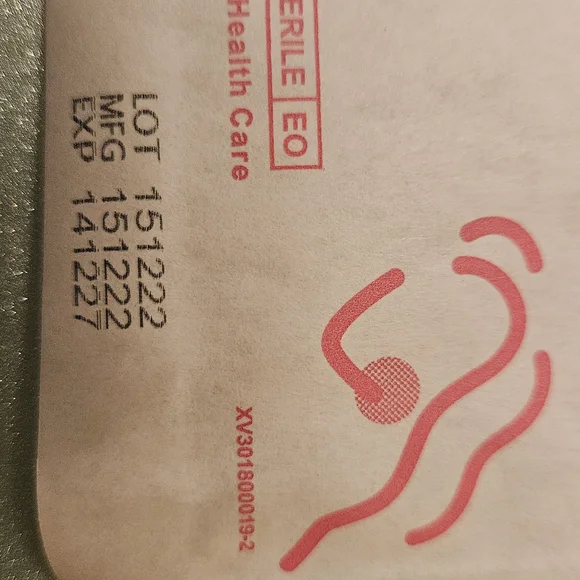 ERILE EO
Health Care
LOT 151222
MFG 151222
EXP 141227
XV301800019-2